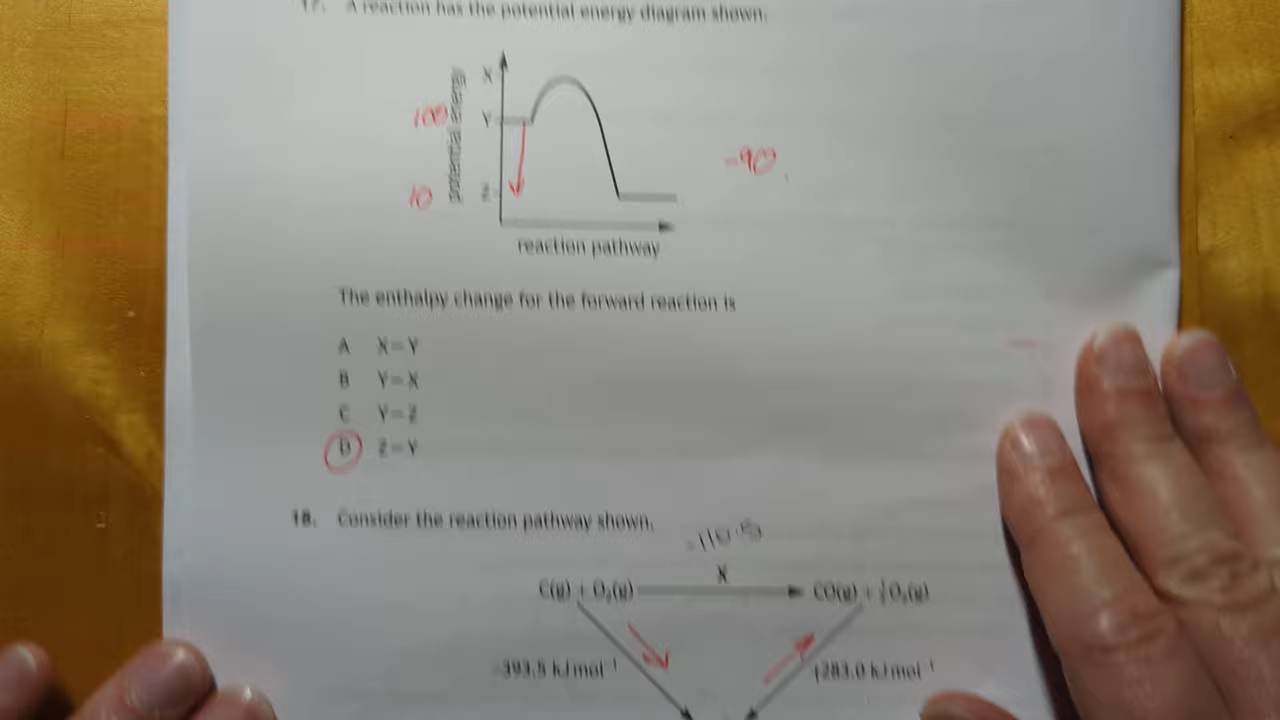 17. A reaction has the potential energy diagram shown.
potential energy
X
100
Y
-90
10
Z
reaction pathway
The enthalpy change for the forward reaction is
A X-Y
B Y-X
C Y-Z
D Z-Y
18. Consider the reaction pathway shown.
-110.5
X
C(g) + O₂(g)
CO(g) + ½O₂(g)
-393.5 kJ mol⁻¹
kJ mol⁻¹